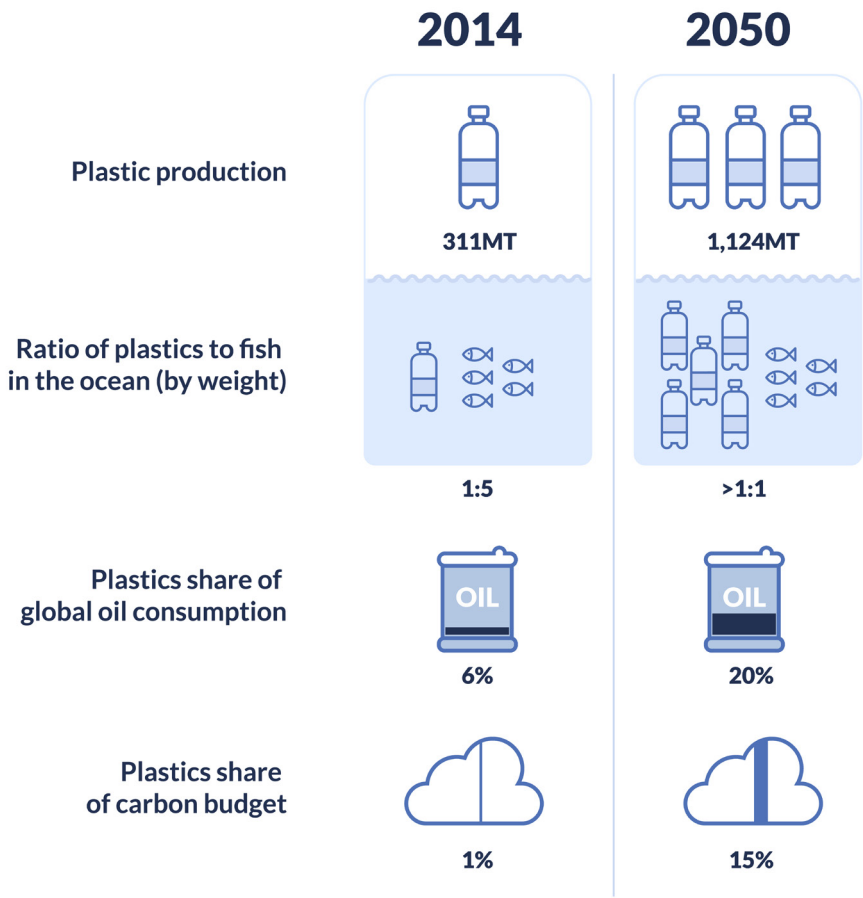 2014
2050
Plastic production
311MT
1,124MT
Ratio of plastics to fish
in the ocean (by weight)
1:5
>1:1
Plastics share of
global oil consumption
OIL
OIL
6%
20%
Plastics share
of carbon budget
1%
15%